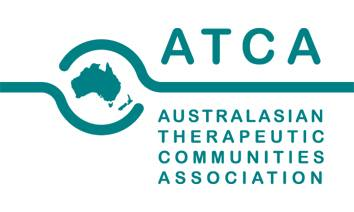 ATCA
AUSTRALASIAN
THERAPEUTIC
COMMUNITIES
ASSOCIATION